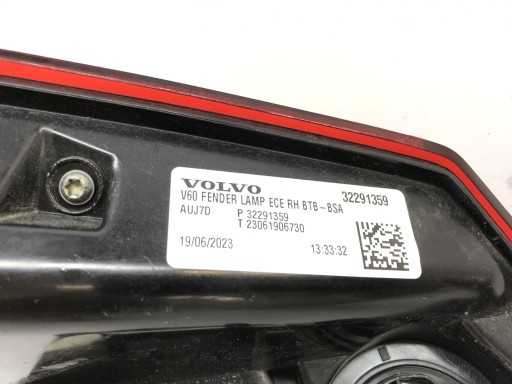 VOLVO 32291359
V60 FENDER LAMP ECE RH BTB-BSA
AUJ7D P 32291359
T 23061906730
19/06/2023 13:33:32